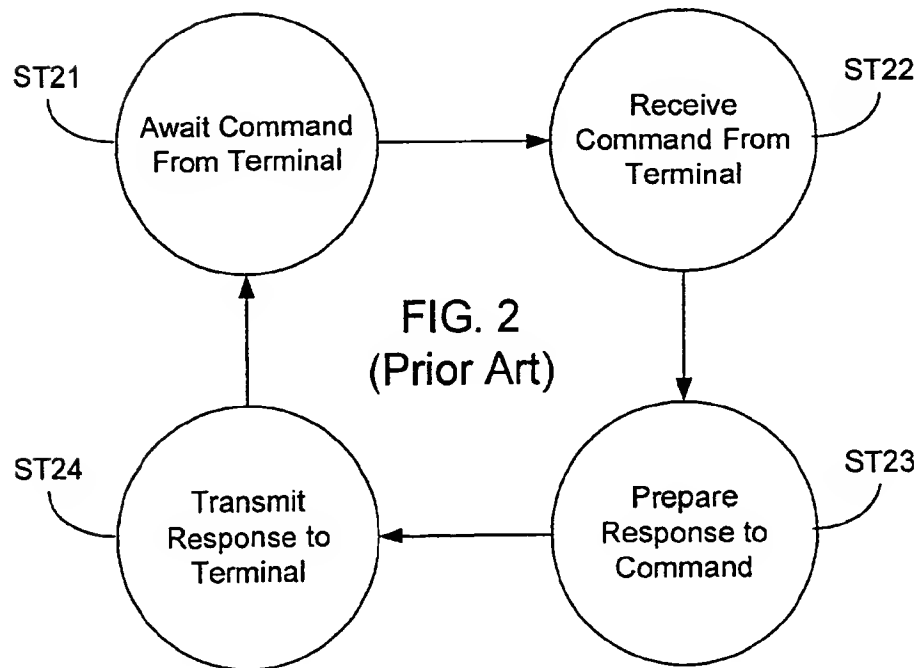 ST21
Await Command
From Terminal
Receive
Command From
Terminal
ST22
FIG. 2
(Prior Art)
ST24
Transmit
Response to
Terminal
Prepare
Response to
Command
ST23